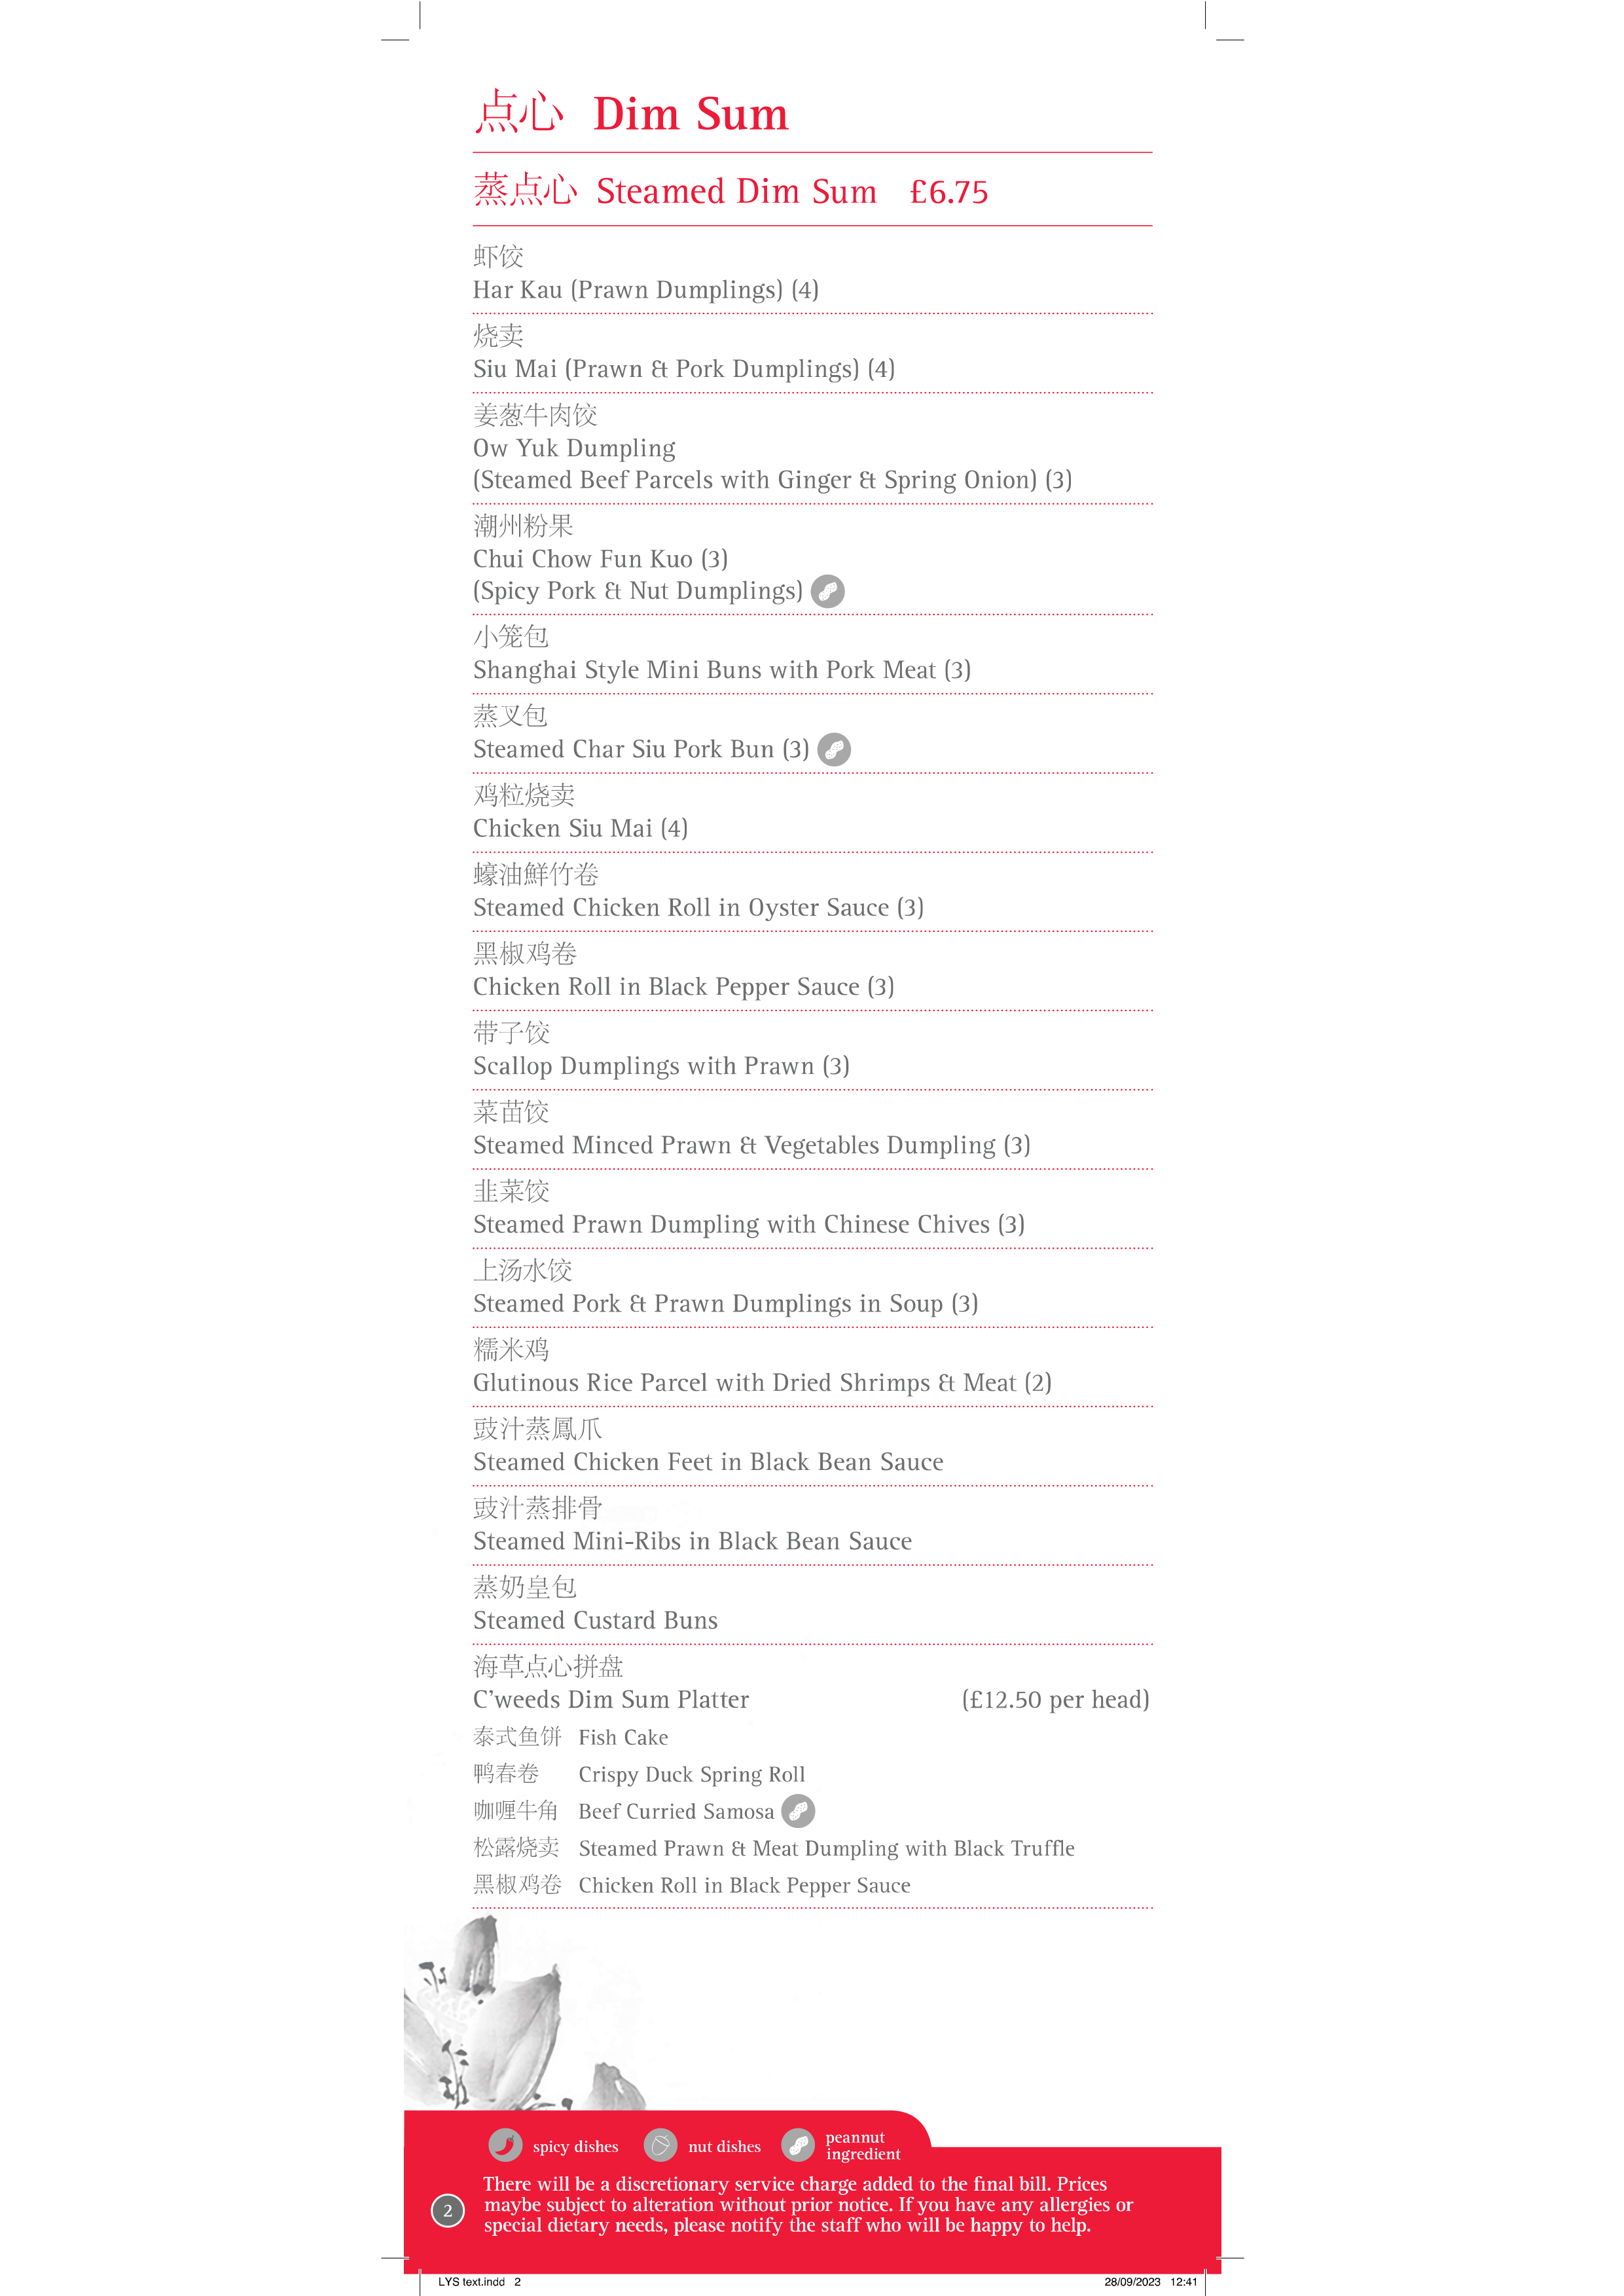 点心 Dim Sum
蒸点心 Steamed Dim Sum £6.75
虾饺
Har Kau (Prawn Dumplings) (4)
烧卖
Siu Mai (Prawn & Pork Dumplings) (4)
姜葱牛肉饺
Ow Yuk Dumpling
(Steamed Beef Parcels with Ginger & Spring Onion) (3)
潮州粉果
Chui Chow Fun Kuo (3)
(Spicy Pork & Nut Dumplings)
小笼包
Shanghai Style Mini Buns with Pork Meat (3)
蒸叉包
Steamed Char Siu Pork Bun (3)
鸡粒烧卖
Chicken Siu Mai (4)
蠔油鮮竹卷
Steamed Chicken Roll in Oyster Sauce (3)
黑椒鸡卷
Chicken Roll in Black Pepper Sauce (3)
带子饺
Scallop Dumplings with Prawn (3)
菜苗饺
Steamed Minced Prawn & Vegetables Dumpling (3)
韭菜饺
Steamed Prawn Dumpling with Chinese Chives (3)
上汤水饺
Steamed Pork & Prawn Dumplings in Soup (3)
糯米鸡
Glutinous Rice Parcel with Dried Shrimps & Meat (2)
豉汁蒸鳳爪
Steamed Chicken Feet in Black Bean Sauce
豉汁蒸排骨
Steamed Mini-Ribs in Black Bean Sauce
蒸奶皇包
Steamed Custard Buns
海草点心拼盘
C'weeds Dim Sum Platter (£12.50 per head)
泰式鱼饼 Fish Cake
鸭春卷 Crispy Duck Spring Roll
咖喱牛角 Beef Curried Samosa
松露烧卖 Steamed Prawn & Meat Dumpling with Black Truffle
黑椒鸡卷 Chicken Roll in Black Pepper Sauce
spicy dishes nut dishes peannut
ingredient
There will be a discretionary service charge added to the final bill. Prices
maybe subject to alteration without prior notice. If you have any allergies or
special dietary needs, please notify the staff who will be happy to help.
2
LYS text.indd 2 28/09/2023 12:41